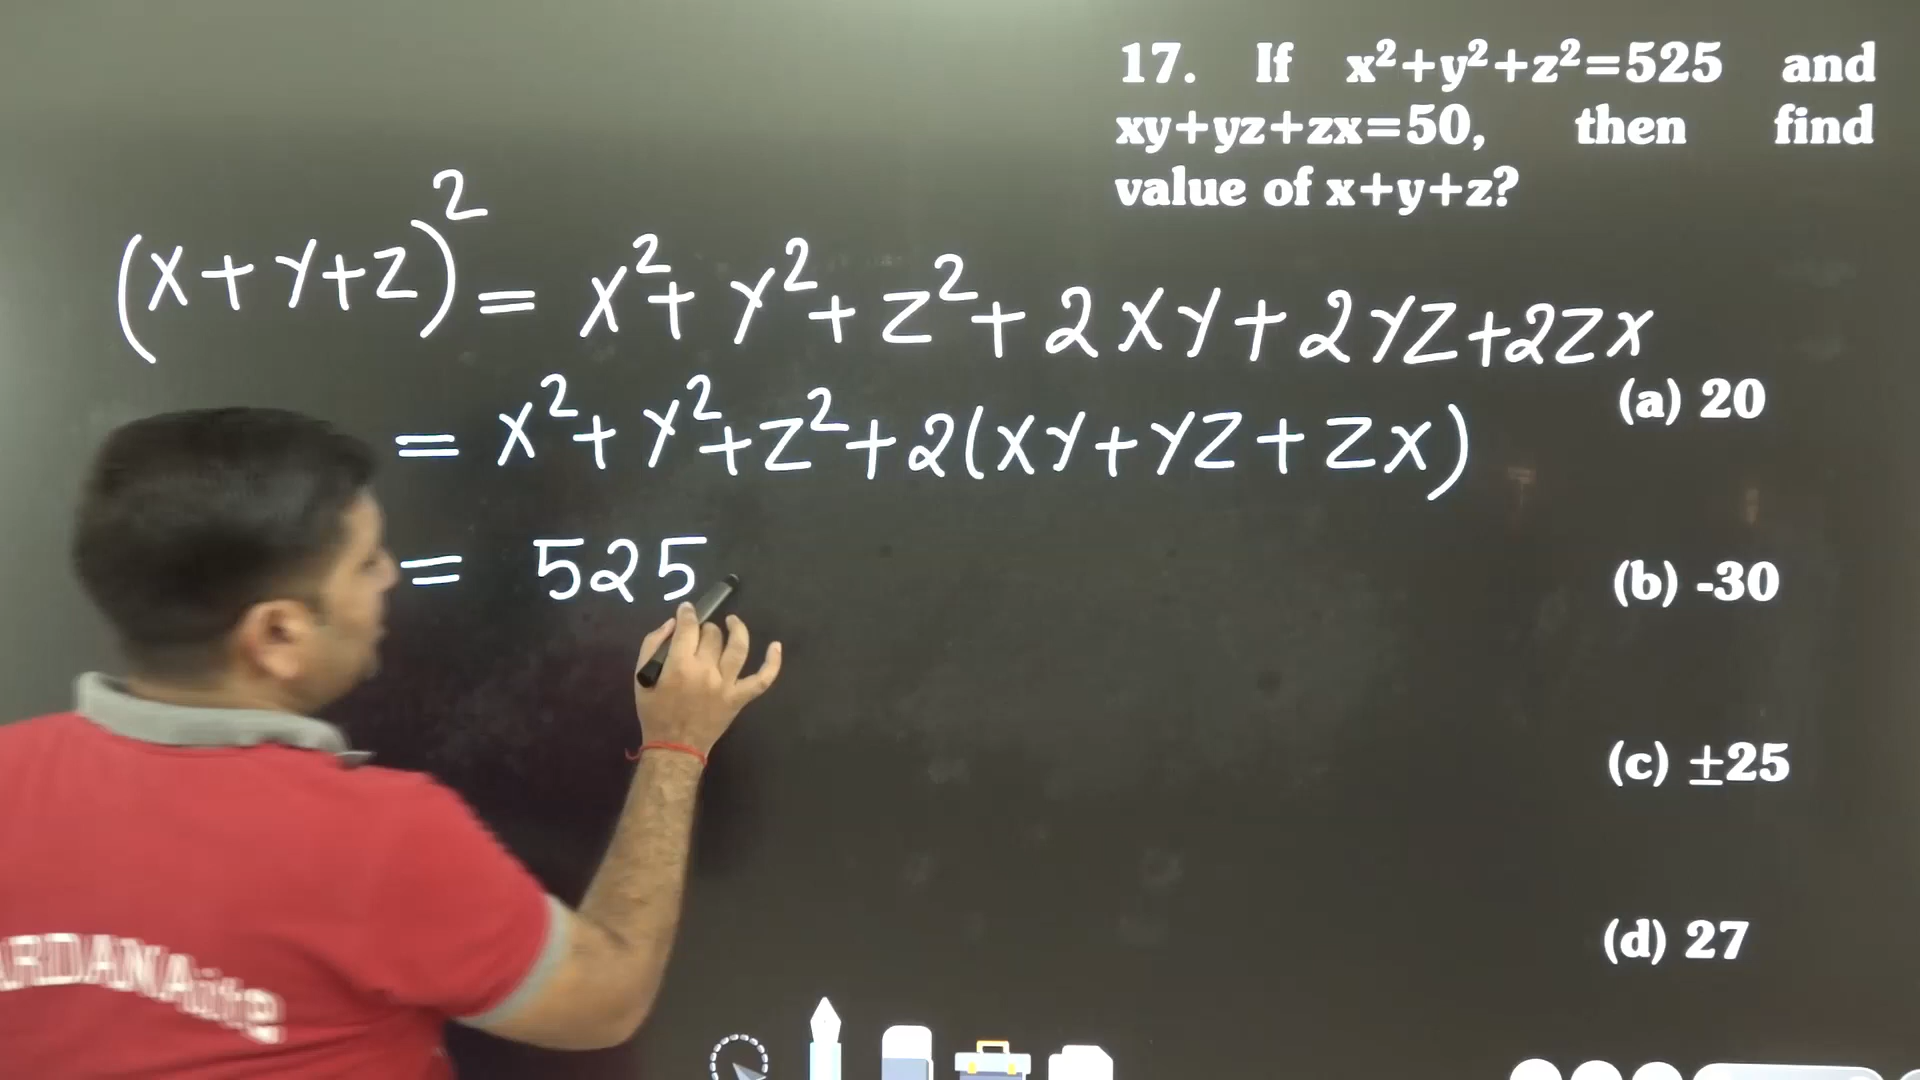 17. If x²+y²+z²=525 and
xy+yz+zx=50, then find
value of x+y+z?
(x+y+z)² = x²+ y²+ z²+ 2xy+ 2yz+2zx
= x²+ y²+z²+2(xy+yz+zx)
= 525
(a) 20
(b) -30
(c) ±25
(d) 27